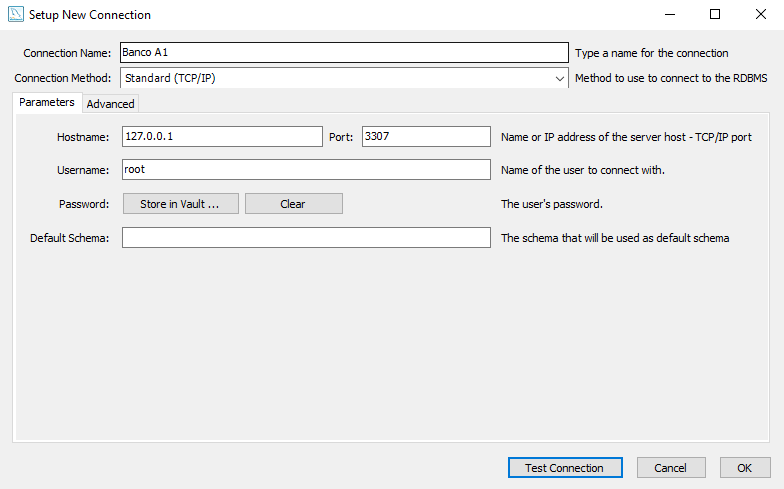 Setup New Connection
Connection Name: Banco A1 Type a name for the connection
Connection Method: Standard (TCP/IP) Method to use to connect to the RDBMS
Parameters Advanced
Hostname: 127.0.0.1 Port: 3307 Name or IP address of the server host - TCP/IP port
Username: root Name of the user to connect with.
Password: Store in Vault ... Clear The user's password.
Default Schema: The schema that will be used as default schema
Test Connection Cancel OK